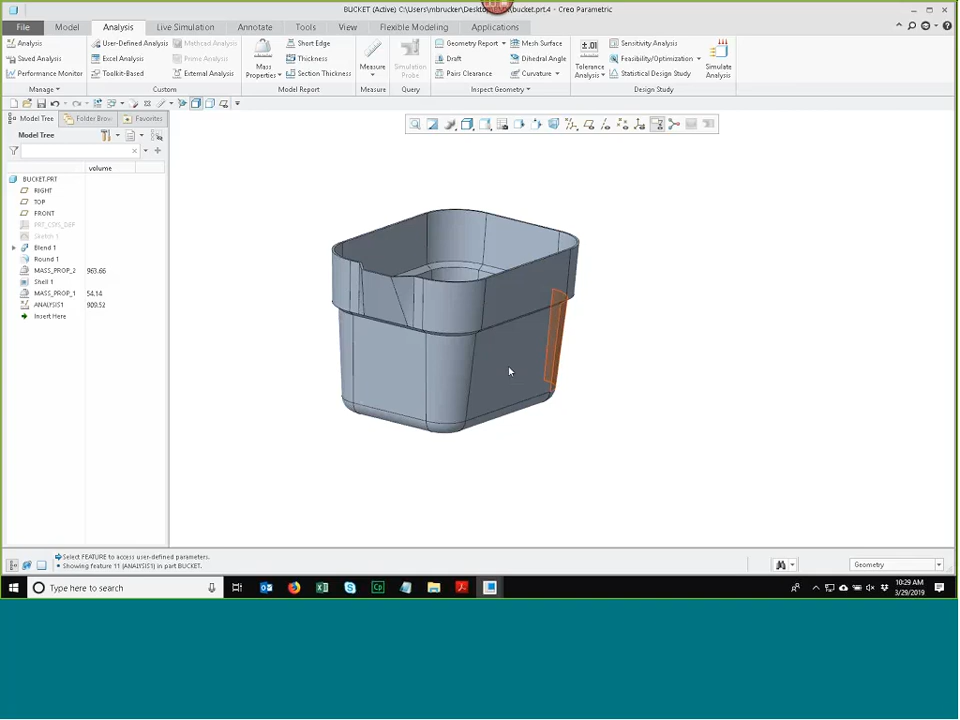 BUCKET (Active) C:\Users\mbrucker\Desktop\bucket.prt.4 - Creo Parametric
File Model Analysis Live Simulation Annotate Tools View Flexible Modeling Applications
Analysis User-Defined Analysis Mathcad Analysis Short Edge Geometry Report Mesh Surface Sensitivity Analysis
Saved Analysis Excel Analysis Prime Analysis Thickness Draft Dihedral Angle Feasibility/Optimization
Performance Monitor Toolkit-Based External Analysis Mass Properties Section Thickness Measure Simulation Probe Pairs Clearance Curvature Tolerance Analysis Statistical Design Study Simulate Analysis
Manage Custom Model Report Measure Query Inspect Geometry Design Study
Model Tree Folder Brow Favorites
Model Tree
volume
BUCKET.PRT
RIGHT
TOP
FRONT
PRT_CSYS_DEF
Sketch 1
Blend 1
Round 1
MASS_PROP_2 963.66
Shell 1
MASS_PROP_1 54.14
ANALYSIS1 909.52
Insert Here
Select FEATURE to access user-defined parameters.
Showing feature 11 (ANALYSIS1) in part BUCKET.
Geometry
Type here to search
10:29 AM
3/29/2019